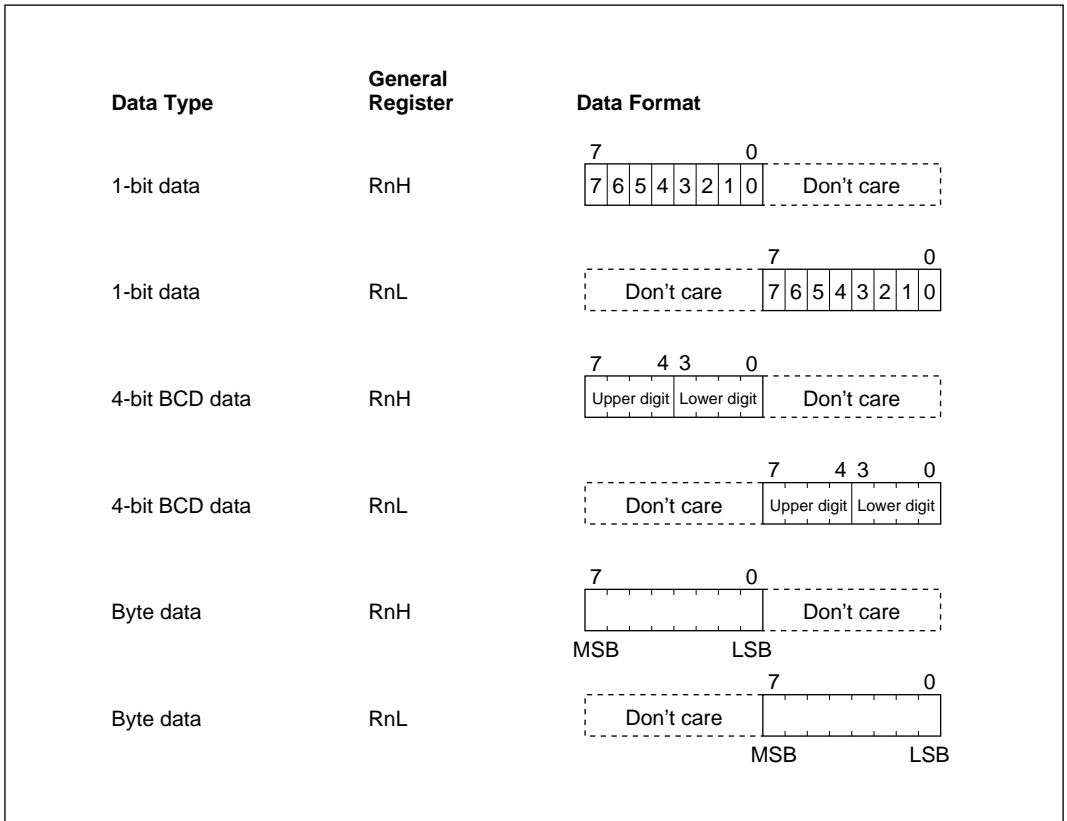 General
Data Type Register Data Format
7 0
1-bit data RnH 7 6 5 4 3 2 1 0 Don't care
7 0
1-bit data RnL Don't care 7 6 5 4 3 2 1 0
7 4 3 0
4-bit BCD data RnH Upper digit Lower digit Don't care
7 4 3 0
4-bit BCD data RnL Don't care Upper digit Lower digit
7 0
Byte data RnH Don't care
MSB LSB
7 0
Byte data RnL Don't care
MSB LSB